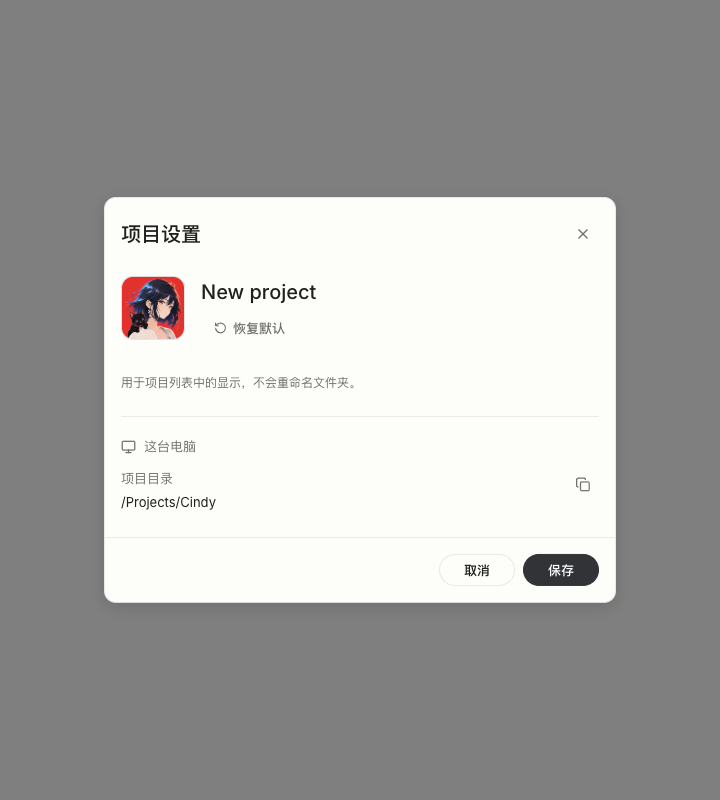 项目设置
New project
恢复默认
用于项目列表中的显示，不会重命名文件夹。
这台电脑
项目目录
/Projects/Cindy
取消
保存